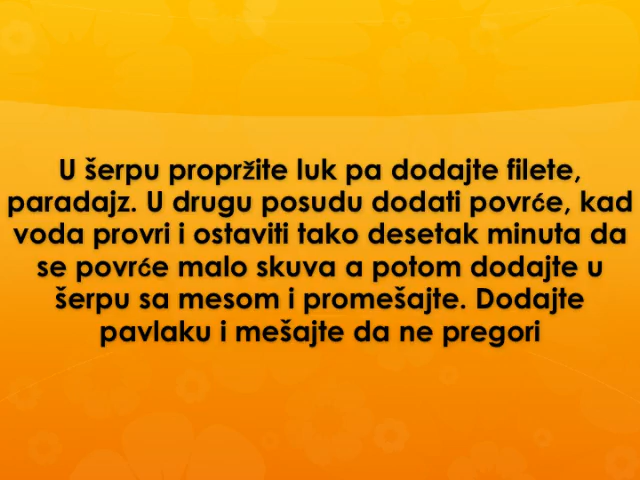 U šerpu propržite luk pa dodajte filete,
paradajz. U drugu posudu dodati povrće, kad
voda provri i ostaviti tako desetak minuta da
se povrće malo skuva a potom dodajte u
šerpu sa mesom i promešajte. Dodajte
pavlaku i mešajte da ne pregori